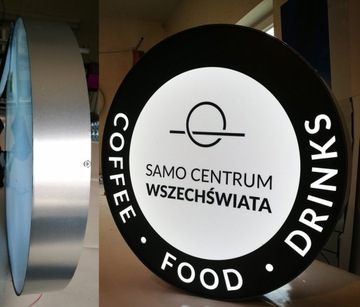 SAMO CENTRUM
WSZECHŚWIATA
COFFEE • FOOD • DRINKS